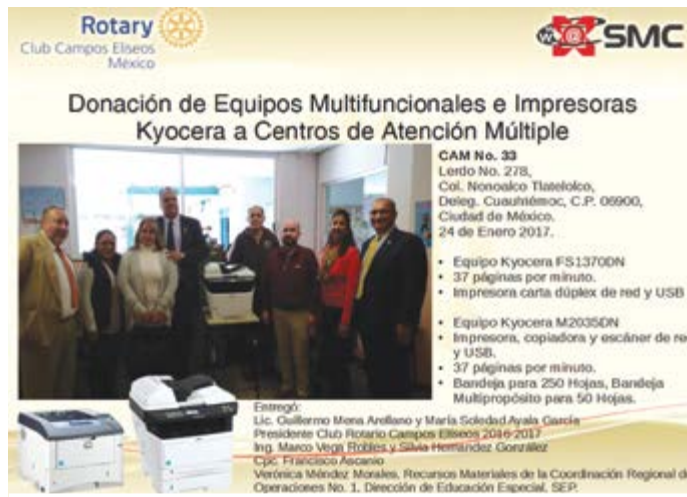 Rotary
Club Campos Elíseos
México
SMC
Donación de Equipos Multifuncionales e Impresoras
Kyocera a Centros de Atención Múltiple
CAM No. 33
Lerdo No. 278,
Col. Nonoalco Tlatelolco,
Deleg. Cuauhtémoc, C.P. 06900,
Ciudad de México.
24 de Enero 2017.
• Equipo Kyocera FS1370DN
• 37 páginas por minuto.
• Impresora carta dúplex de red y USB
• Equipo Kyocera M2035DN
• Impresora, copiadora y escáner de re
y USB.
• 37 páginas por minuto.
• Bandeja para 250 Hojas, Bandeja
Multipropósito para 50 Hojas.
Entregó:
Lic. Guillermo Mena Arellano y María Soledad Ayala García
Presidente Club Rotario Campos Elíseos 2016-2017
Ing. Marco Vega Robles y Silvia Hernández González
Cpc. Francisco Ascanio
Verónica Méndez Morales, Recursos Materiales de la Coordinación Regional d
Operaciones No. 1, Dirección de Educación Especial, SEP.